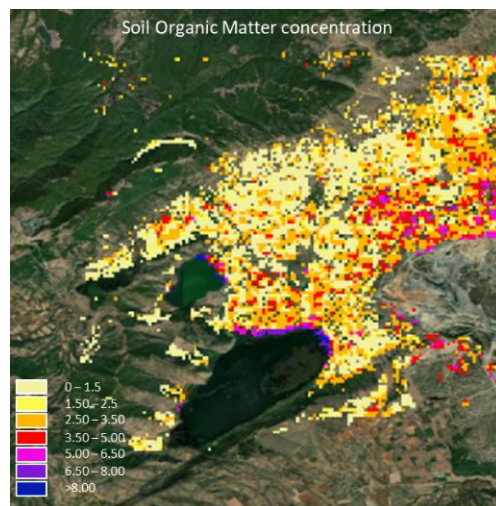 Soil Organic Matter concentration
0 – 1.5
1.50 – 2.5
2.50 – 3.50
3.50 – 5.00
5.00 – 6.50
6.50 – 8.00
>8.00